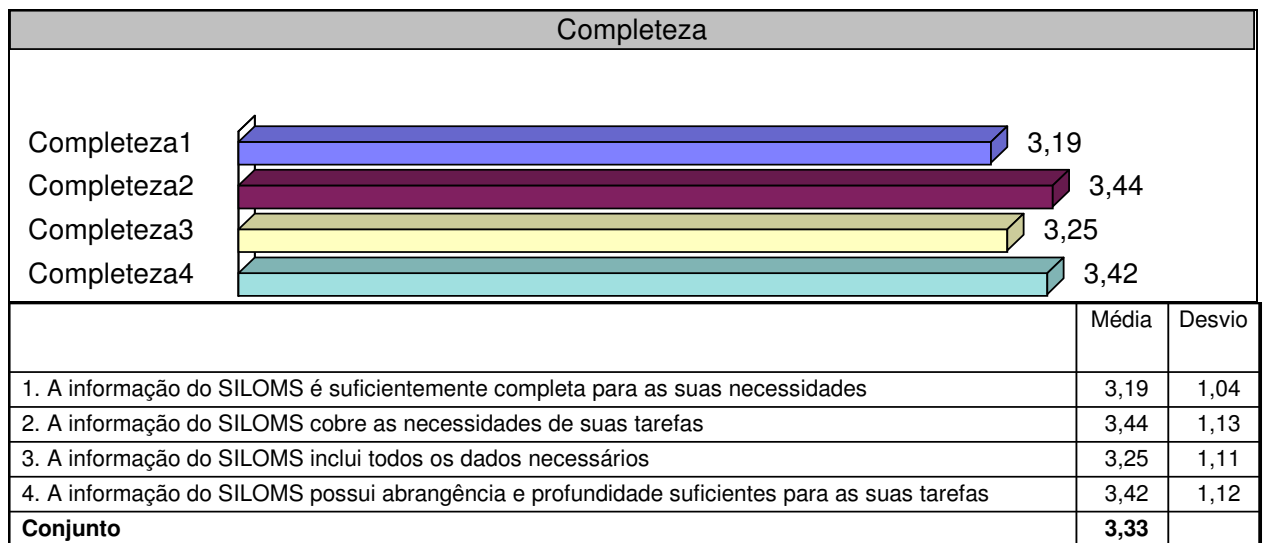 Completeza
Completeza1 3,19
Completeza2 3,44
Completeza3 3,25
Completeza4 3,42
Média Desvio
1. A informação do SILOMS é suficientemente completa para as suas necessidades 3,19 1,04
2. A informação do SILOMS cobre as necessidades de suas tarefas 3,44 1,13
3. A informação do SILOMS inclui todos os dados necessários 3,25 1,11
4. A informação do SILOMS possui abrangência e profundidade suficientes para as suas tarefas 3,42 1,12
Conjunto 3,33